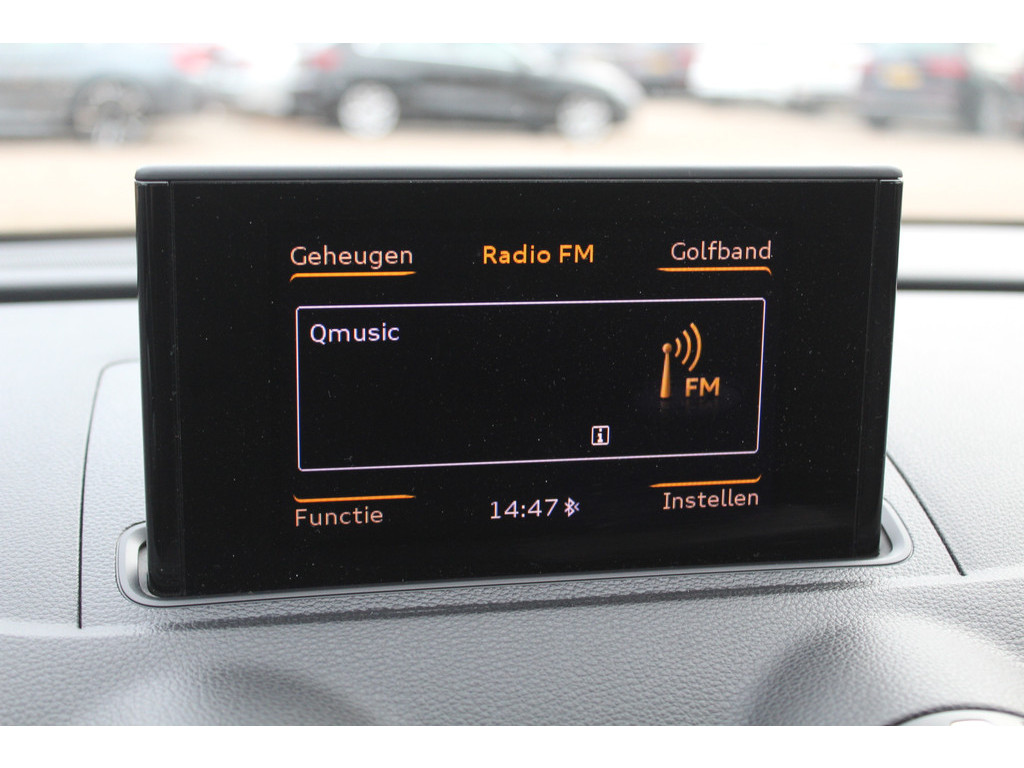 Geheugen Radio FM Golfband
Qmusic
FM
i
Functie 14:47 Instellen